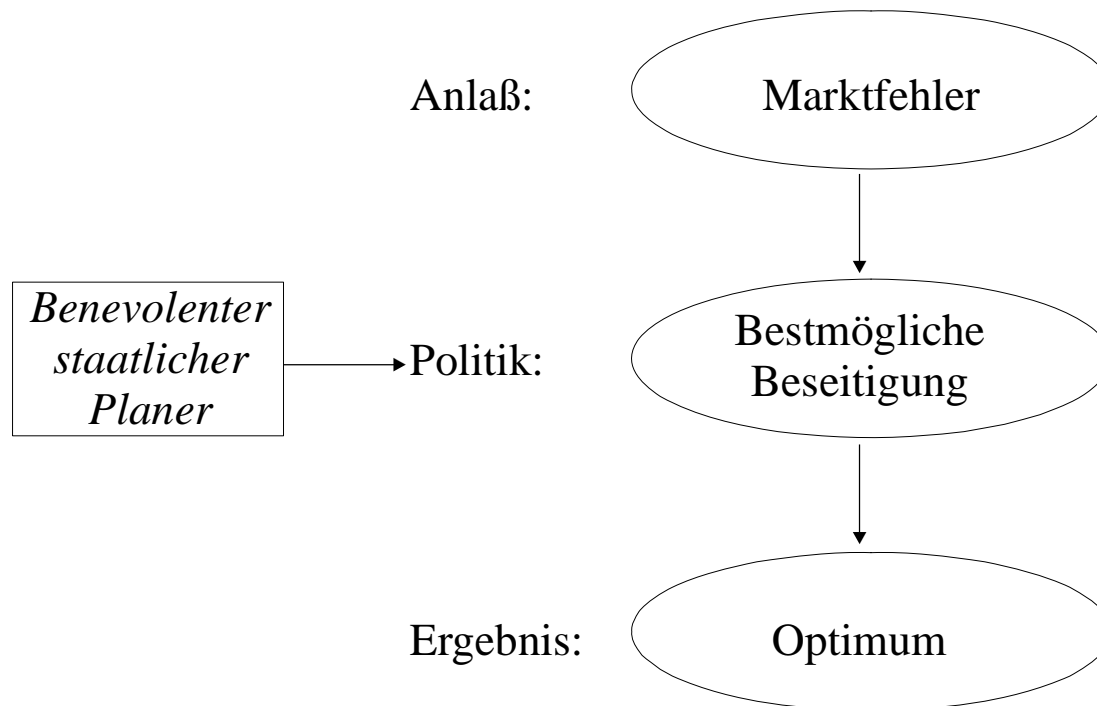 Anlaß: Marktfehler
Benevolenter
staatlicher
Planer
Politik: Bestmögliche
Beseitigung
Ergebnis: Optimum